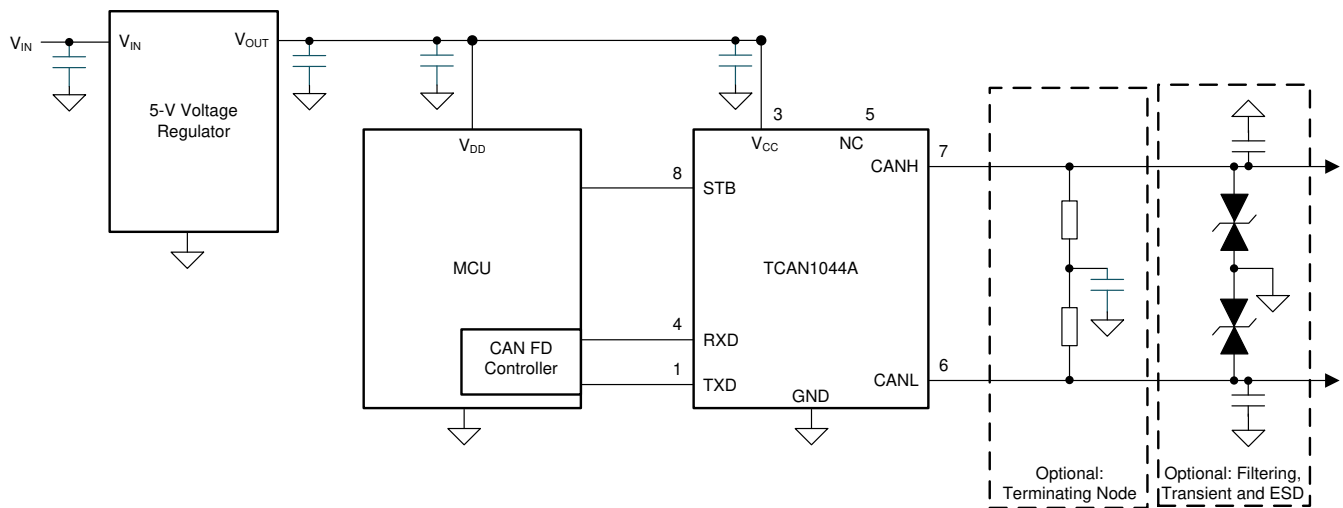 VIN
VIN
VOUT
5-V Voltage
Regulator
VDD
MCU
CAN FD
Controller
8
4
1
3
5
VCC
NC
STB
CANH
7
TCAN1044A
RXD
TXD
CANL
6
GND
Optional:
Terminating Node
Optional: Filtering,
Transient and ESD